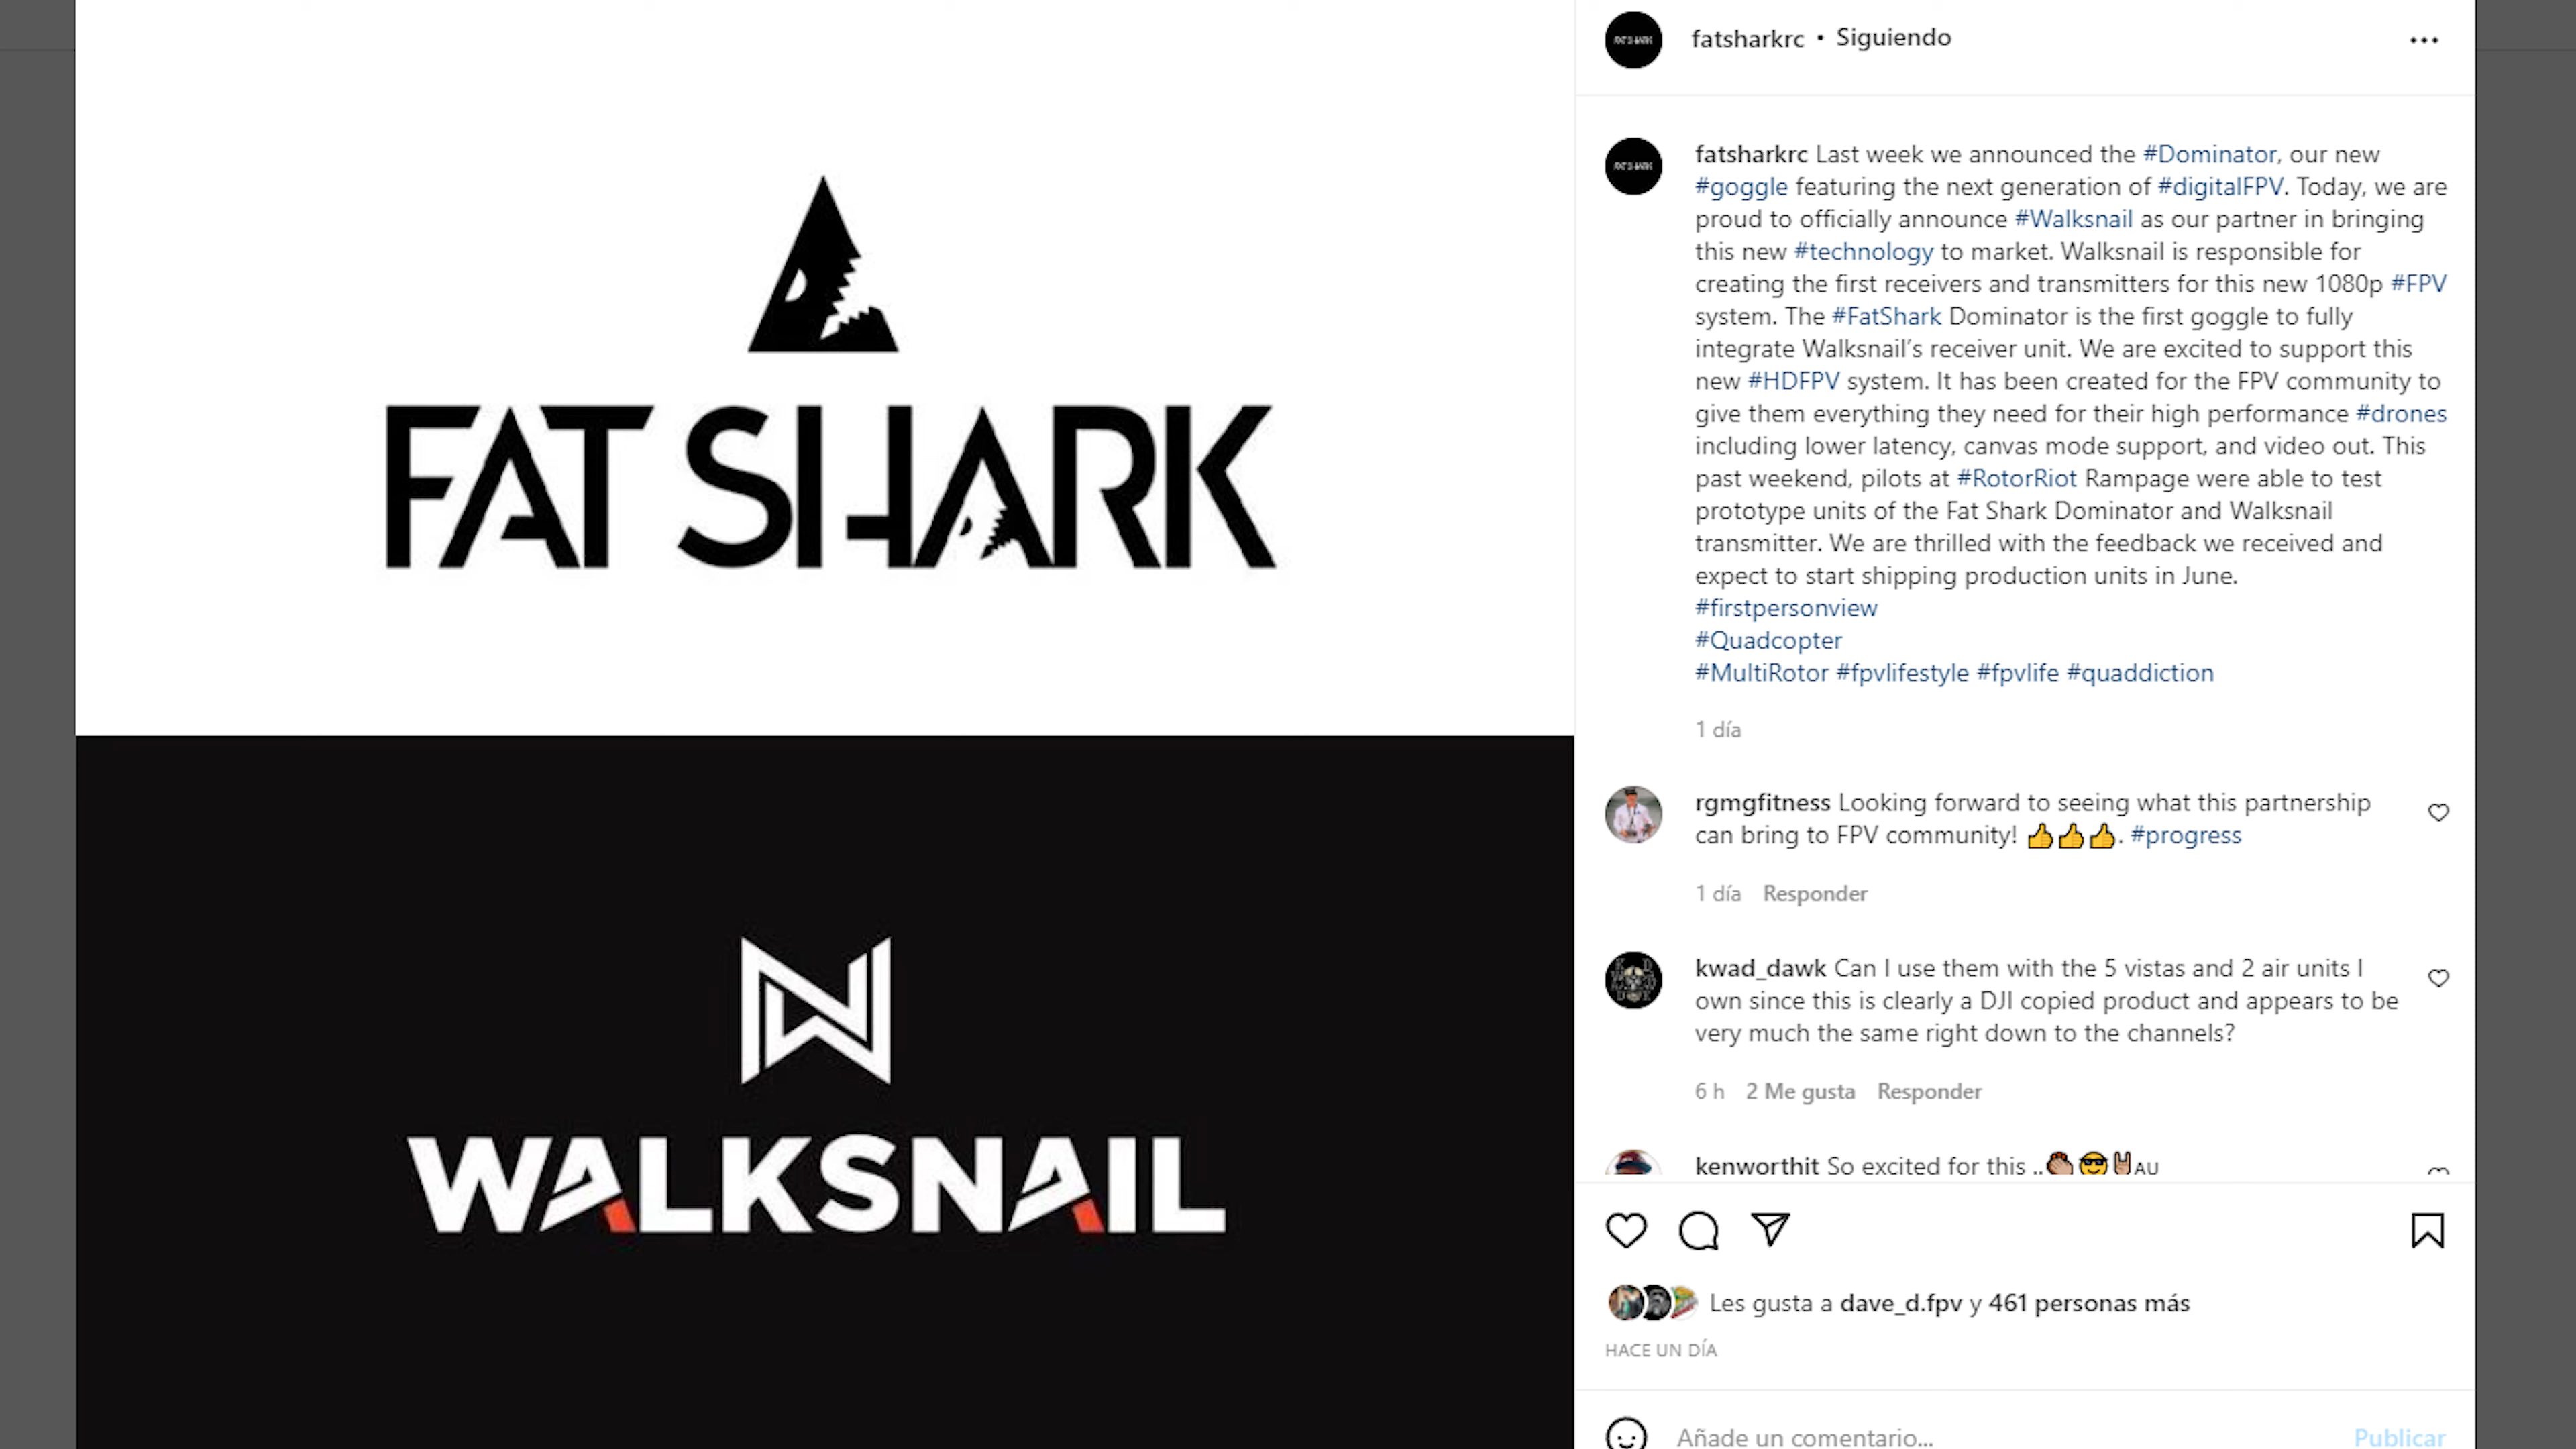 FAT SHARK
WALKSNAIL
fatsharkrc • Siguiendo
fatsharkrc Last week we announced the #Dominator, our new
#goggle featuring the next generation of #digitalFPV. Today, we are
proud to officially announce #Walksnail as our partner in bringing
this new #technology to market. Walksnail is responsible for
creating the first receivers and transmitters for this new 1080p #FPV
system. The #FatShark Dominator is the first goggle to fully
integrate Walksnail’s receiver unit. We are excited to support this
new #HDFPV system. It has been created for the FPV community to
give them everything they need for their high performance #drones
including lower latency, canvas mode support, and video out. This
past weekend, pilots at #RotorRiot Rampage were able to test
prototype units of the Fat Shark Dominator and Walksnail
transmitter. We are thrilled with the feedback we received and
expect to start shipping production units in June.
#firstpersonview
#Quadcopter
#MultiRotor #fpvlifestyle #fpvlife #quaddiction
1 día
rgmgfitness Looking forward to seeing what this partnership
can bring to FPV community! 👍👍👍. #progress
1 día Responder
kwad_dawk Can I use them with the 5 vistas and 2 air units I
own since this is clearly a DJI copied product and appears to be
very much the same right down to the channels?
6 h 2 Me gusta Responder
kenworthit So excited for this ..👏🏽😎🤘🏽AU
Les gusta a dave_d.fpv y 461 personas más
HACE UN DÍA
Añade un comentario... Publicar